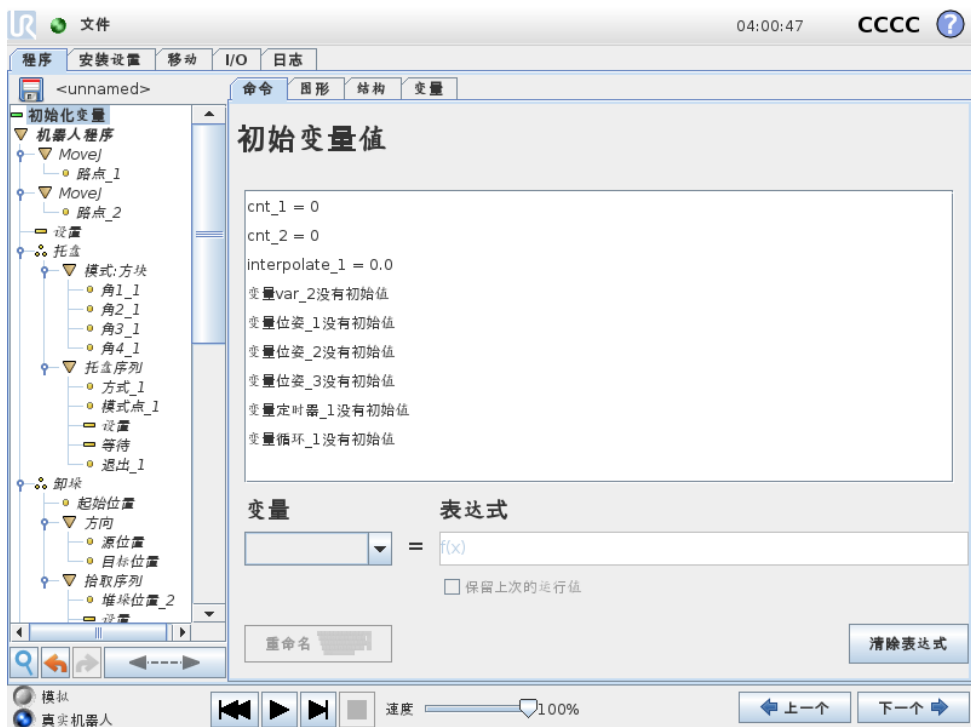 UR 文件 04:00:47 CCCC ?
程序 安装设置 移动 I/O 日志
<unnamed>
命令 图形 结构 变量
初始化变量
机器人程序
MoveJ
路点_1
MoveJ
路点_2
设置
托盘
模式:方块
角1_1
角2_1
角3_1
角4_1
托盘序列
方式_1
模式点_1
设置
等待
退出_1
卸垛
起始位置
方向
源位置
目标位置
拾取序列
堆垛位置_2
设置
初始变量值
cnt_1 = 0
cnt_2 = 0
interpolate_1 = 0.0
变量var_2没有初始值
变量位姿_1没有初始值
变量位姿_2没有初始值
变量位姿_3没有初始值
变量定时器_1没有初始值
变量循环_1没有初始值
变量 表达式
= f(x)
保留上次的运行值
重命名
清除表达式
模拟
真实机器人
速度 100%
上一个 下一个